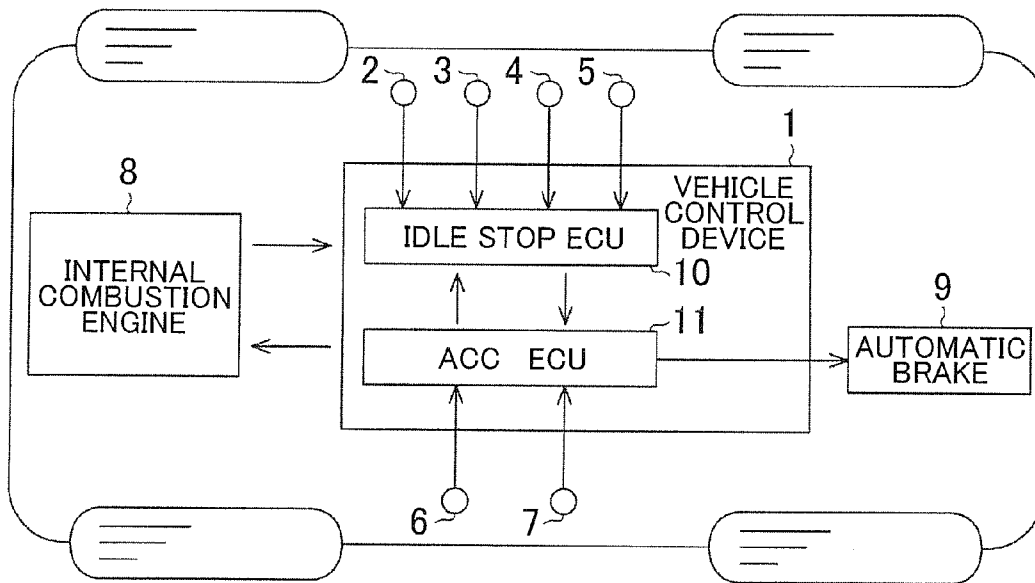 2
3
4
5
1
8
VEHICLE
CONTROL
DEVICE
IDLE STOP ECU
10
INTERNAL
COMBUSTION
ENGINE
11
9
ACC ECU
AUTOMATIC
BRAKE
6
7